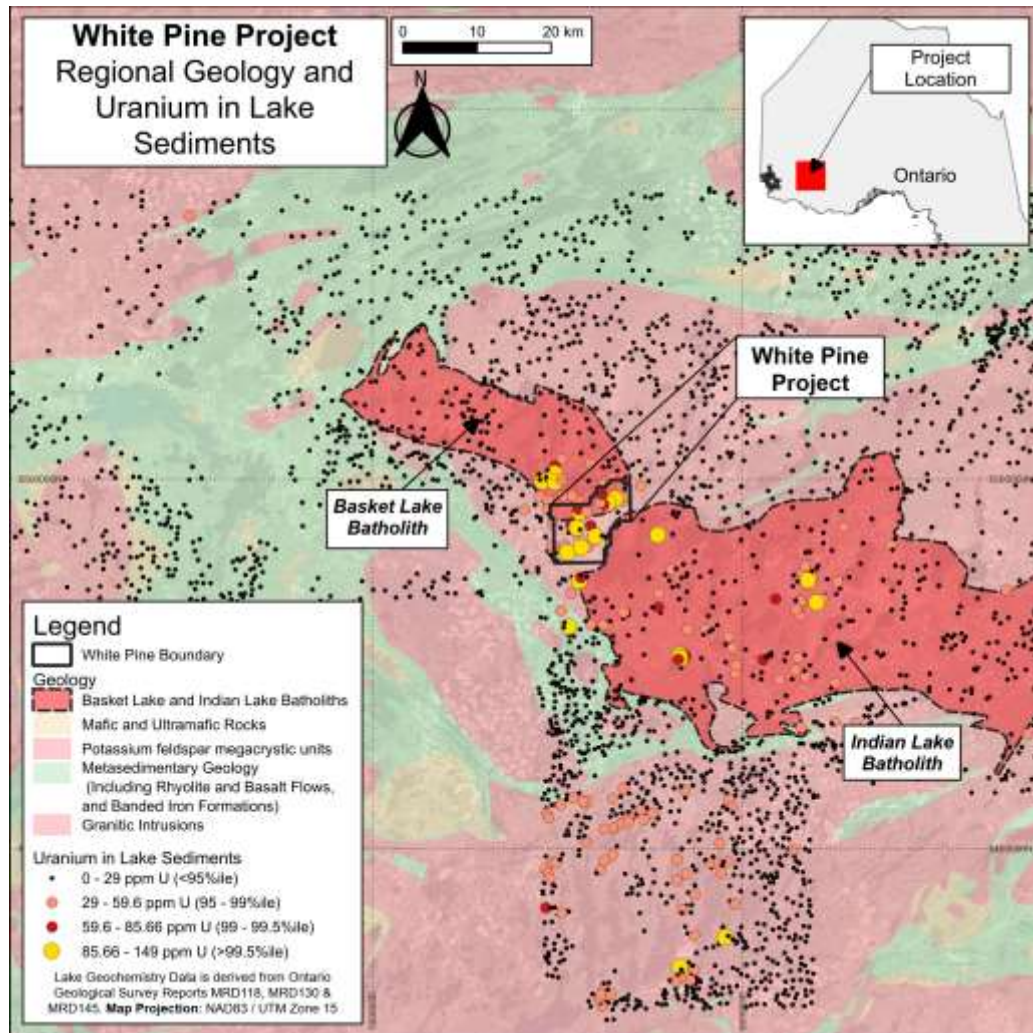 White Pine Project
Regional Geology and
Uranium in Lake
Sediments
0 10 20 km
N
Project
Location
Ontario
White Pine
Project
Basket Lake
Batholith
Indian Lake
Batholith
Legend
White Pine Boundary
Geology
Basket Lake and Indian Lake Batholiths
Mafic and Ultramafic Rocks
Potassium feldspar megacrystic units
Metasedimentary Geology
(Including Rhyolite and Basalt Flows,
and Banded Iron Formations)
Granitic Intrusions
Uranium in Lake Sediments
0 - 29 ppm U (<95%ile)
29 - 59.6 ppm U (95 - 99%ile)
59.6 - 85.66 ppm U (99 - 99.5%ile)
85.66 - 149 ppm U (>99.5%ile)
Lake Geochemistry Data is derived from Ontario
Geological Survey Reports MRD118, MRD130 &
MRD145. Map Projection: NAD83 / UTM Zone 15